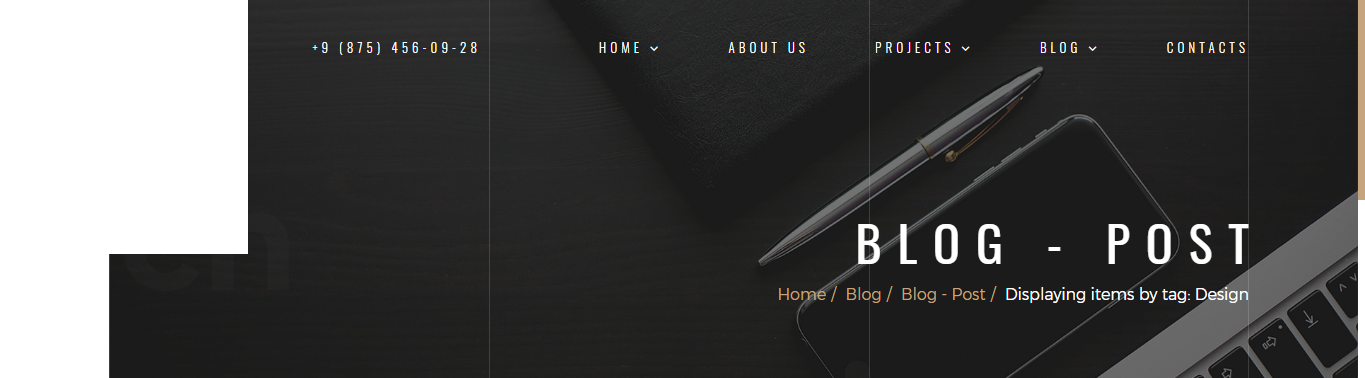 +9 (875) 456-09-28 HOME ABOUT US PROJECTS BLOG CONTACTS
BLOG - POST
Home / Blog / Blog - Post / Displaying items by tag: Design